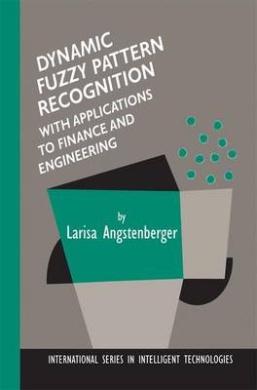 DYNAMIC
FUZZY PATTERN
RECOGNITION
WITH APPLICATIONS
TO FINANCE AND
ENGINEERING
by
Larisa Angstenberger
INTERNATIONAL SERIES IN INTELLIGENT TECHNOLOGIES